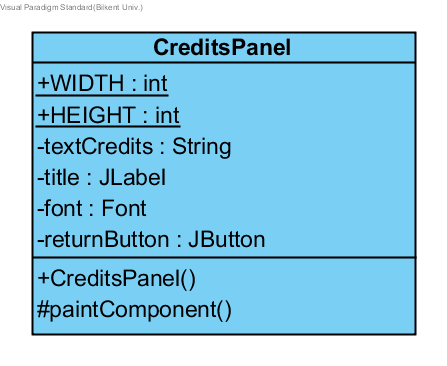 Visual Paradigm Standard(Bilkent Univ.)
CreditsPanel
+WIDTH : int
+HEIGHT : int
-textCredits : String
-title : JLabel
-font : Font
-returnButton : JButton
+CreditsPanel()
#paintComponent()